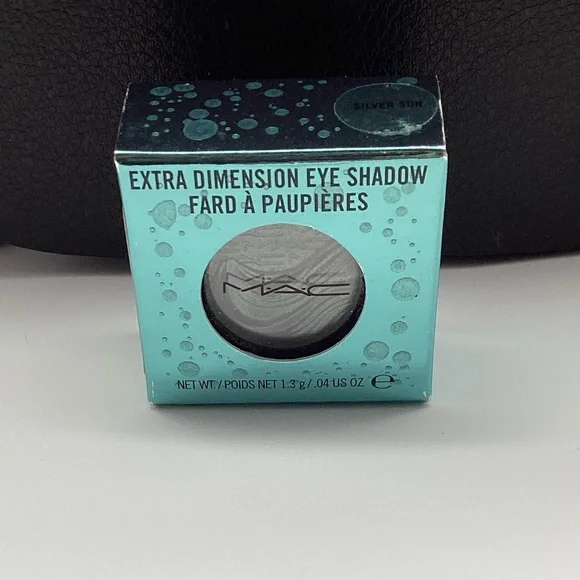 SILVER SUN
EXTRA DIMENSION EYE SHADOW
FARD À PAUPIÈRES
MAC
NET WT./POIDS NET 1.3 g/.04 US OZ ℮